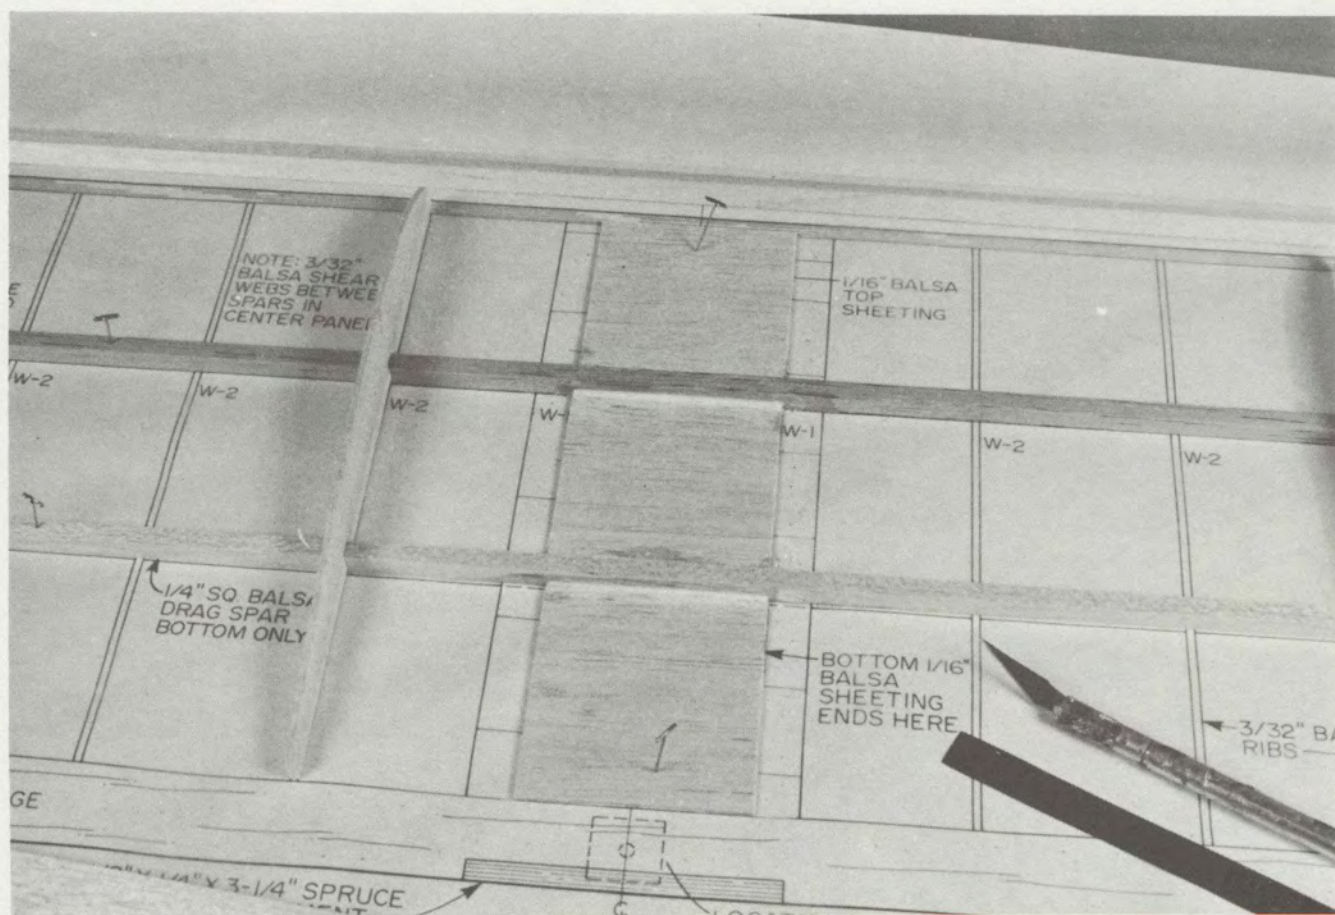 NOTE: 3/32"
BALSA SHEAR
WEBS BETWEE
SPARS IN
CENTER PANEL
1/16" BALSA
TOP
SHEETING
W-2
W-2
W-2
W-
W-1
W-2
W-2
1/4" SQ. BALSA
DRAG SPAR
BOTTOM ONLY
BOTTOM 1/16"
BALSA
SHEETING
ENDS HERE
3/32" BA
RIBS
GE
X 1/4" X 3-1/4" SPRUCE